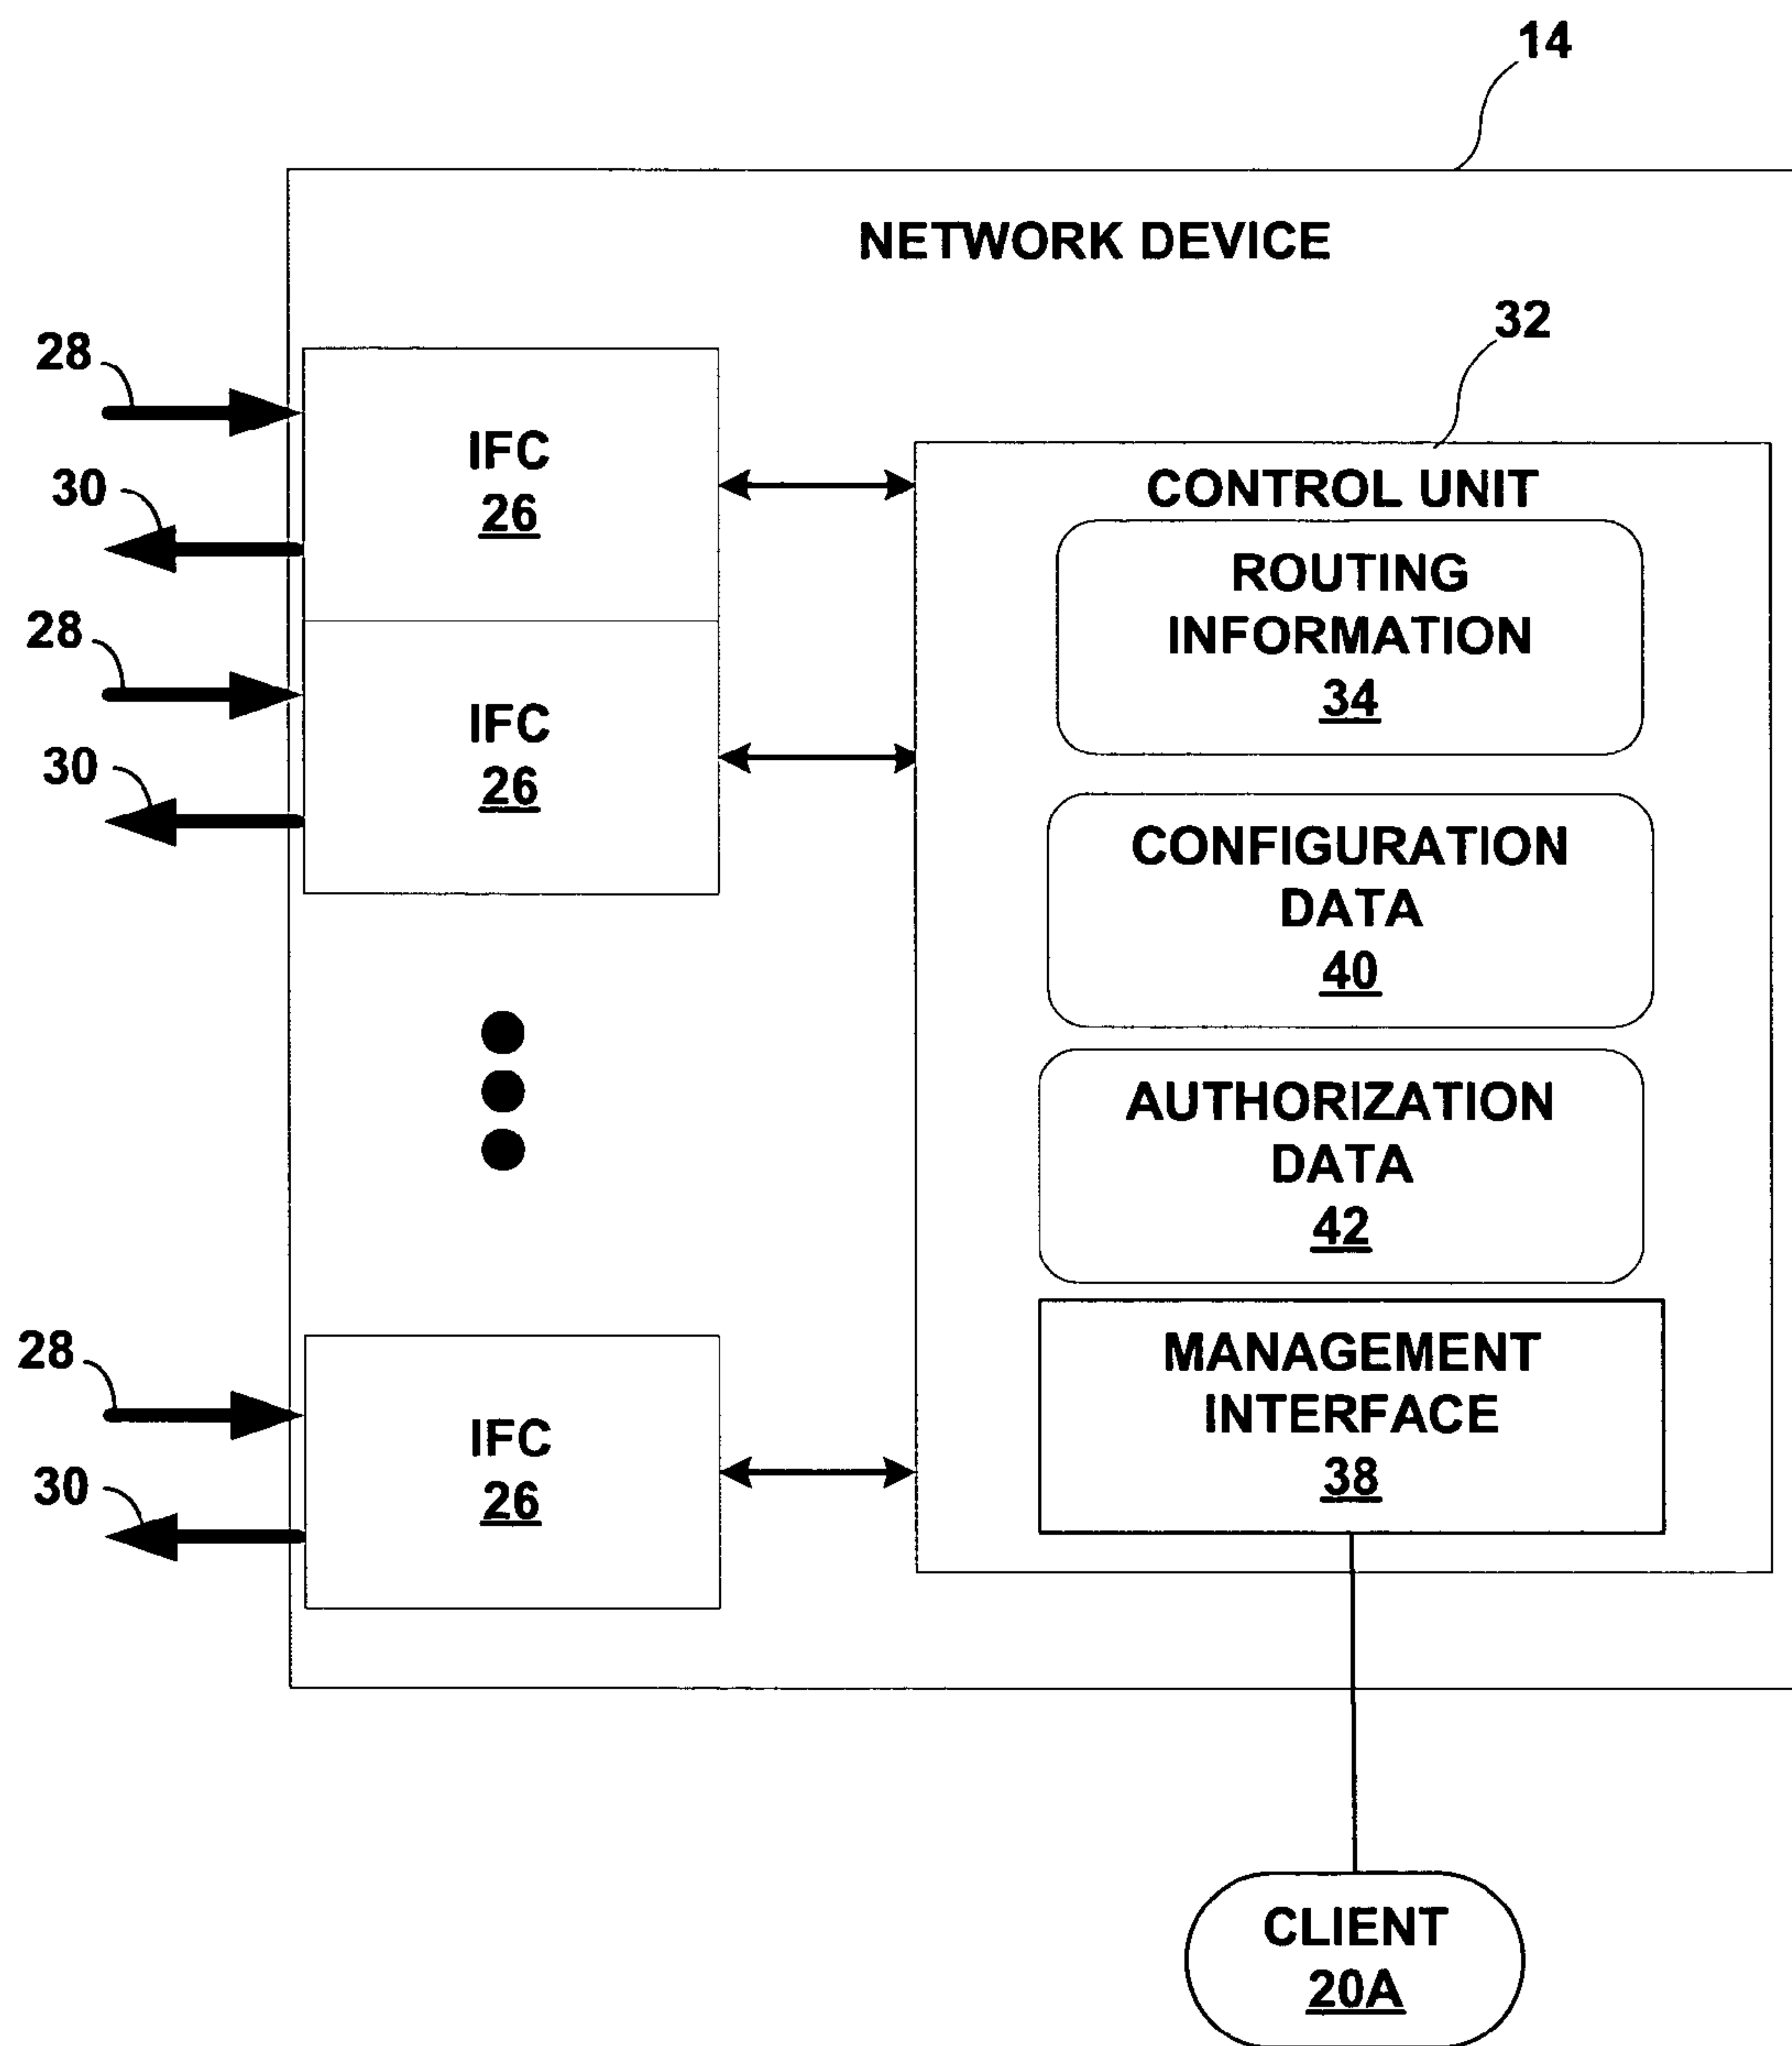 14
NETWORK DEVICE
32
28
IFC
26
30
CONTROL UNIT
ROUTING
INFORMATION
34
28
IFC
26
30
CONFIGURATION
DATA
40
AUTHORIZATION
DATA
42
MANAGEMENT
INTERFACE
38
28
IFC
26
30
CLIENT
20A